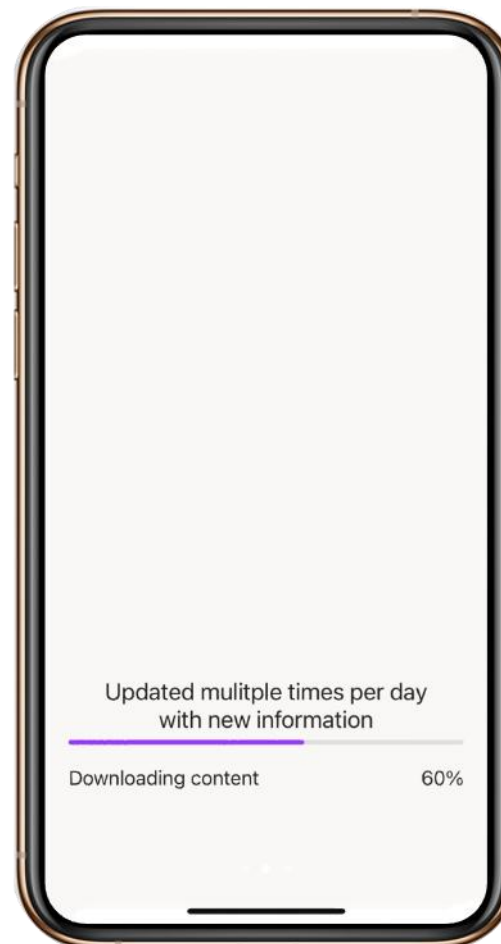 Updated mulitple times per day
with new information
Downloading content 60%